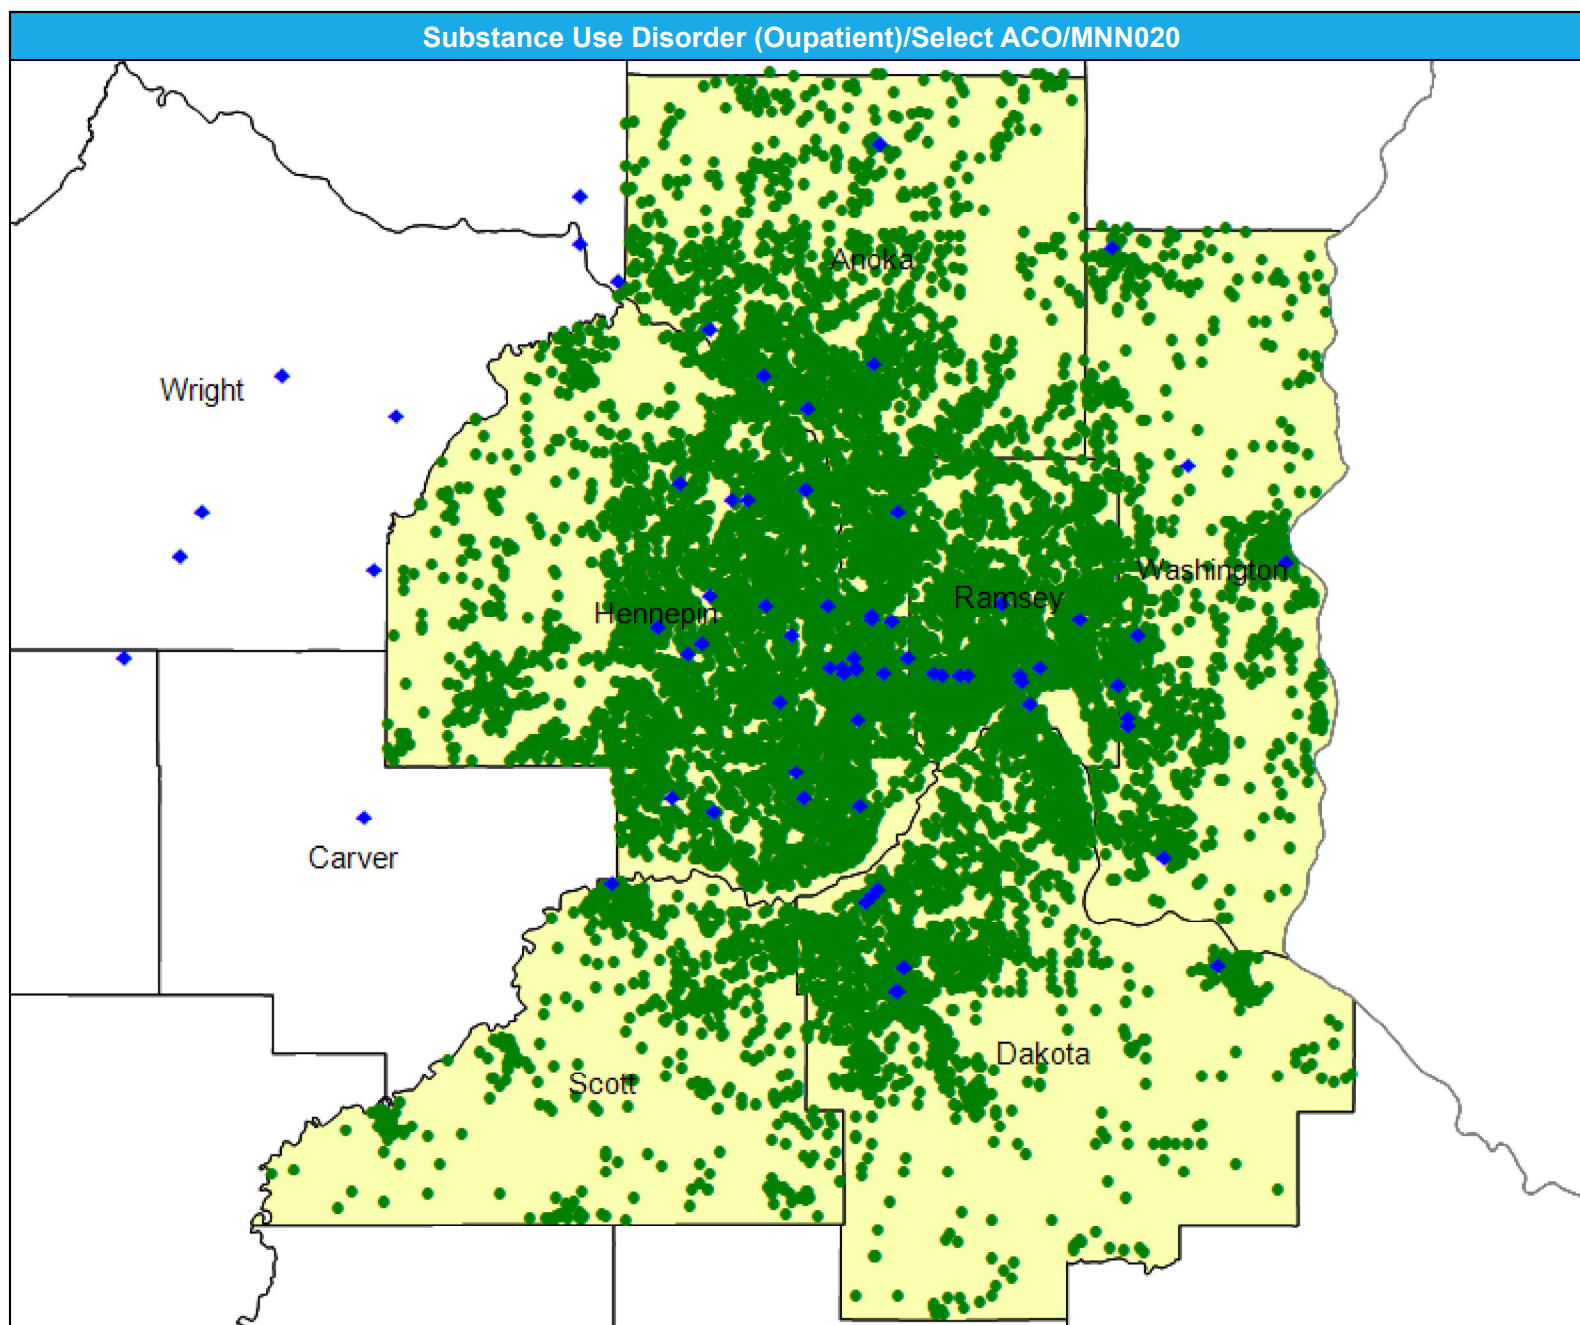 Substance Use Disorder (Oupatient)/Select ACO/MNN020
Anoka
Wright
Washington
Ramsey
Hennepin
Carver
Dakota
Scott